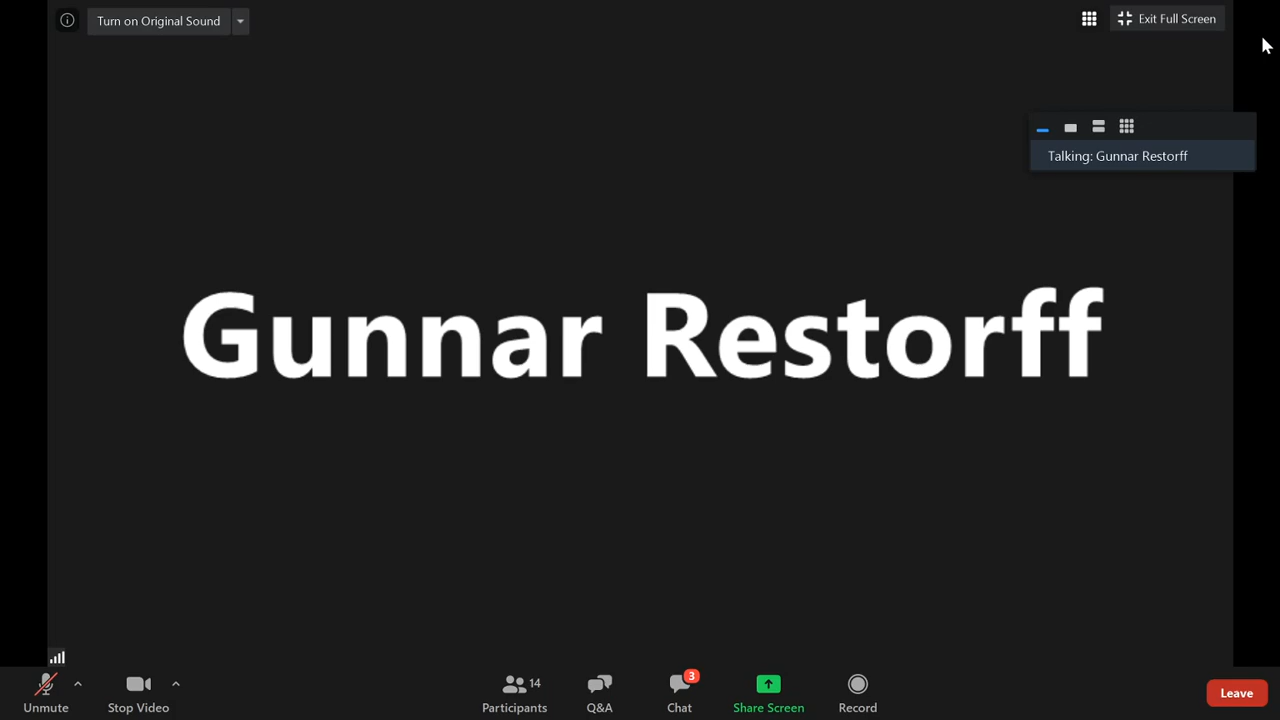 Turn on Original Sound
Exit Full Screen
Talking: Gunnar Restorff
Gunnar Restorff
Unmute
Stop Video
14
Participants
Q&A
3
Chat
Share Screen
Record
Leave